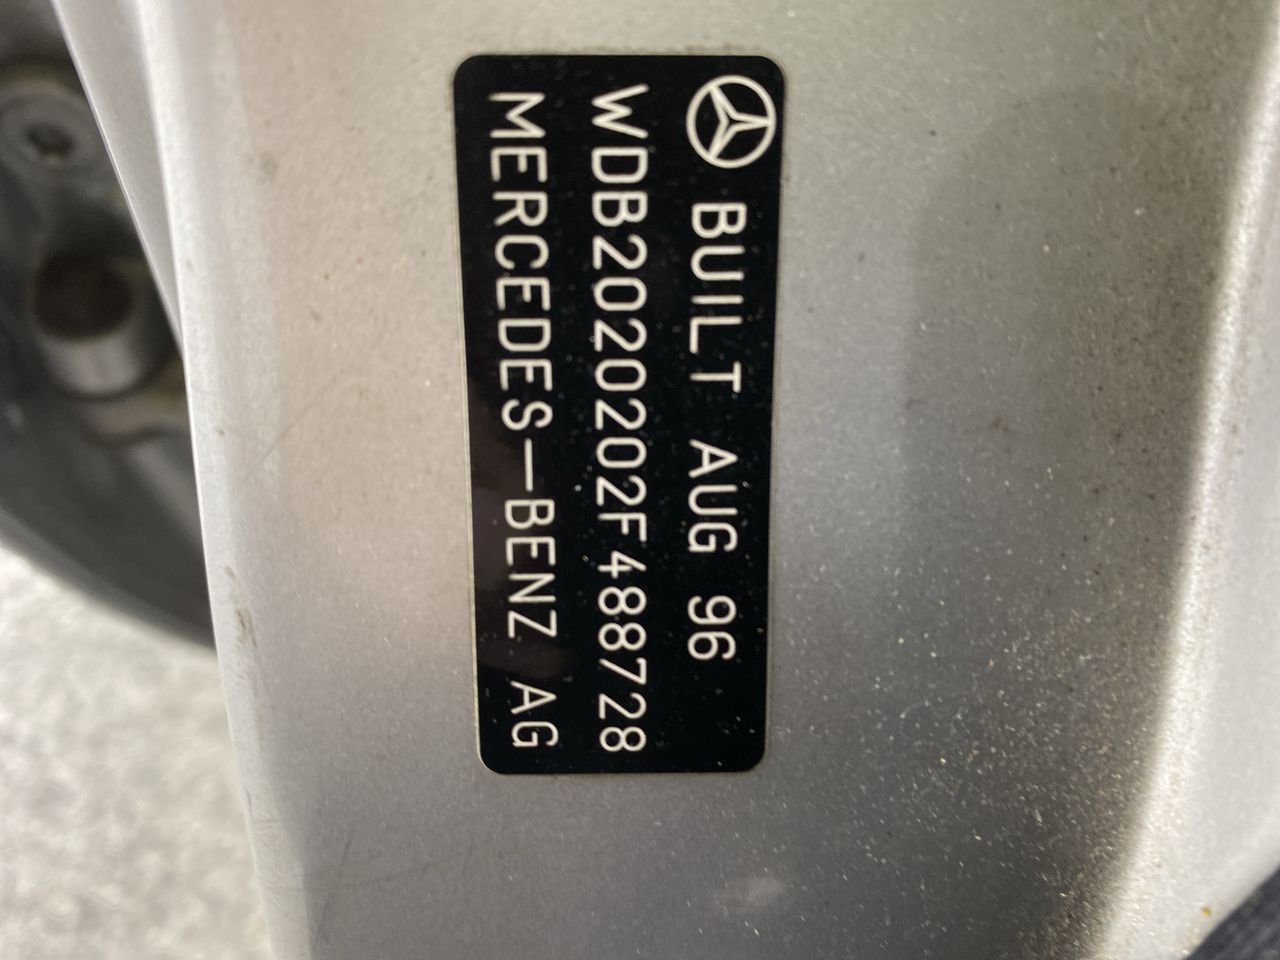 BUILT AUG 96
WDB2020202F488728
MERCEDES-BENZ AG